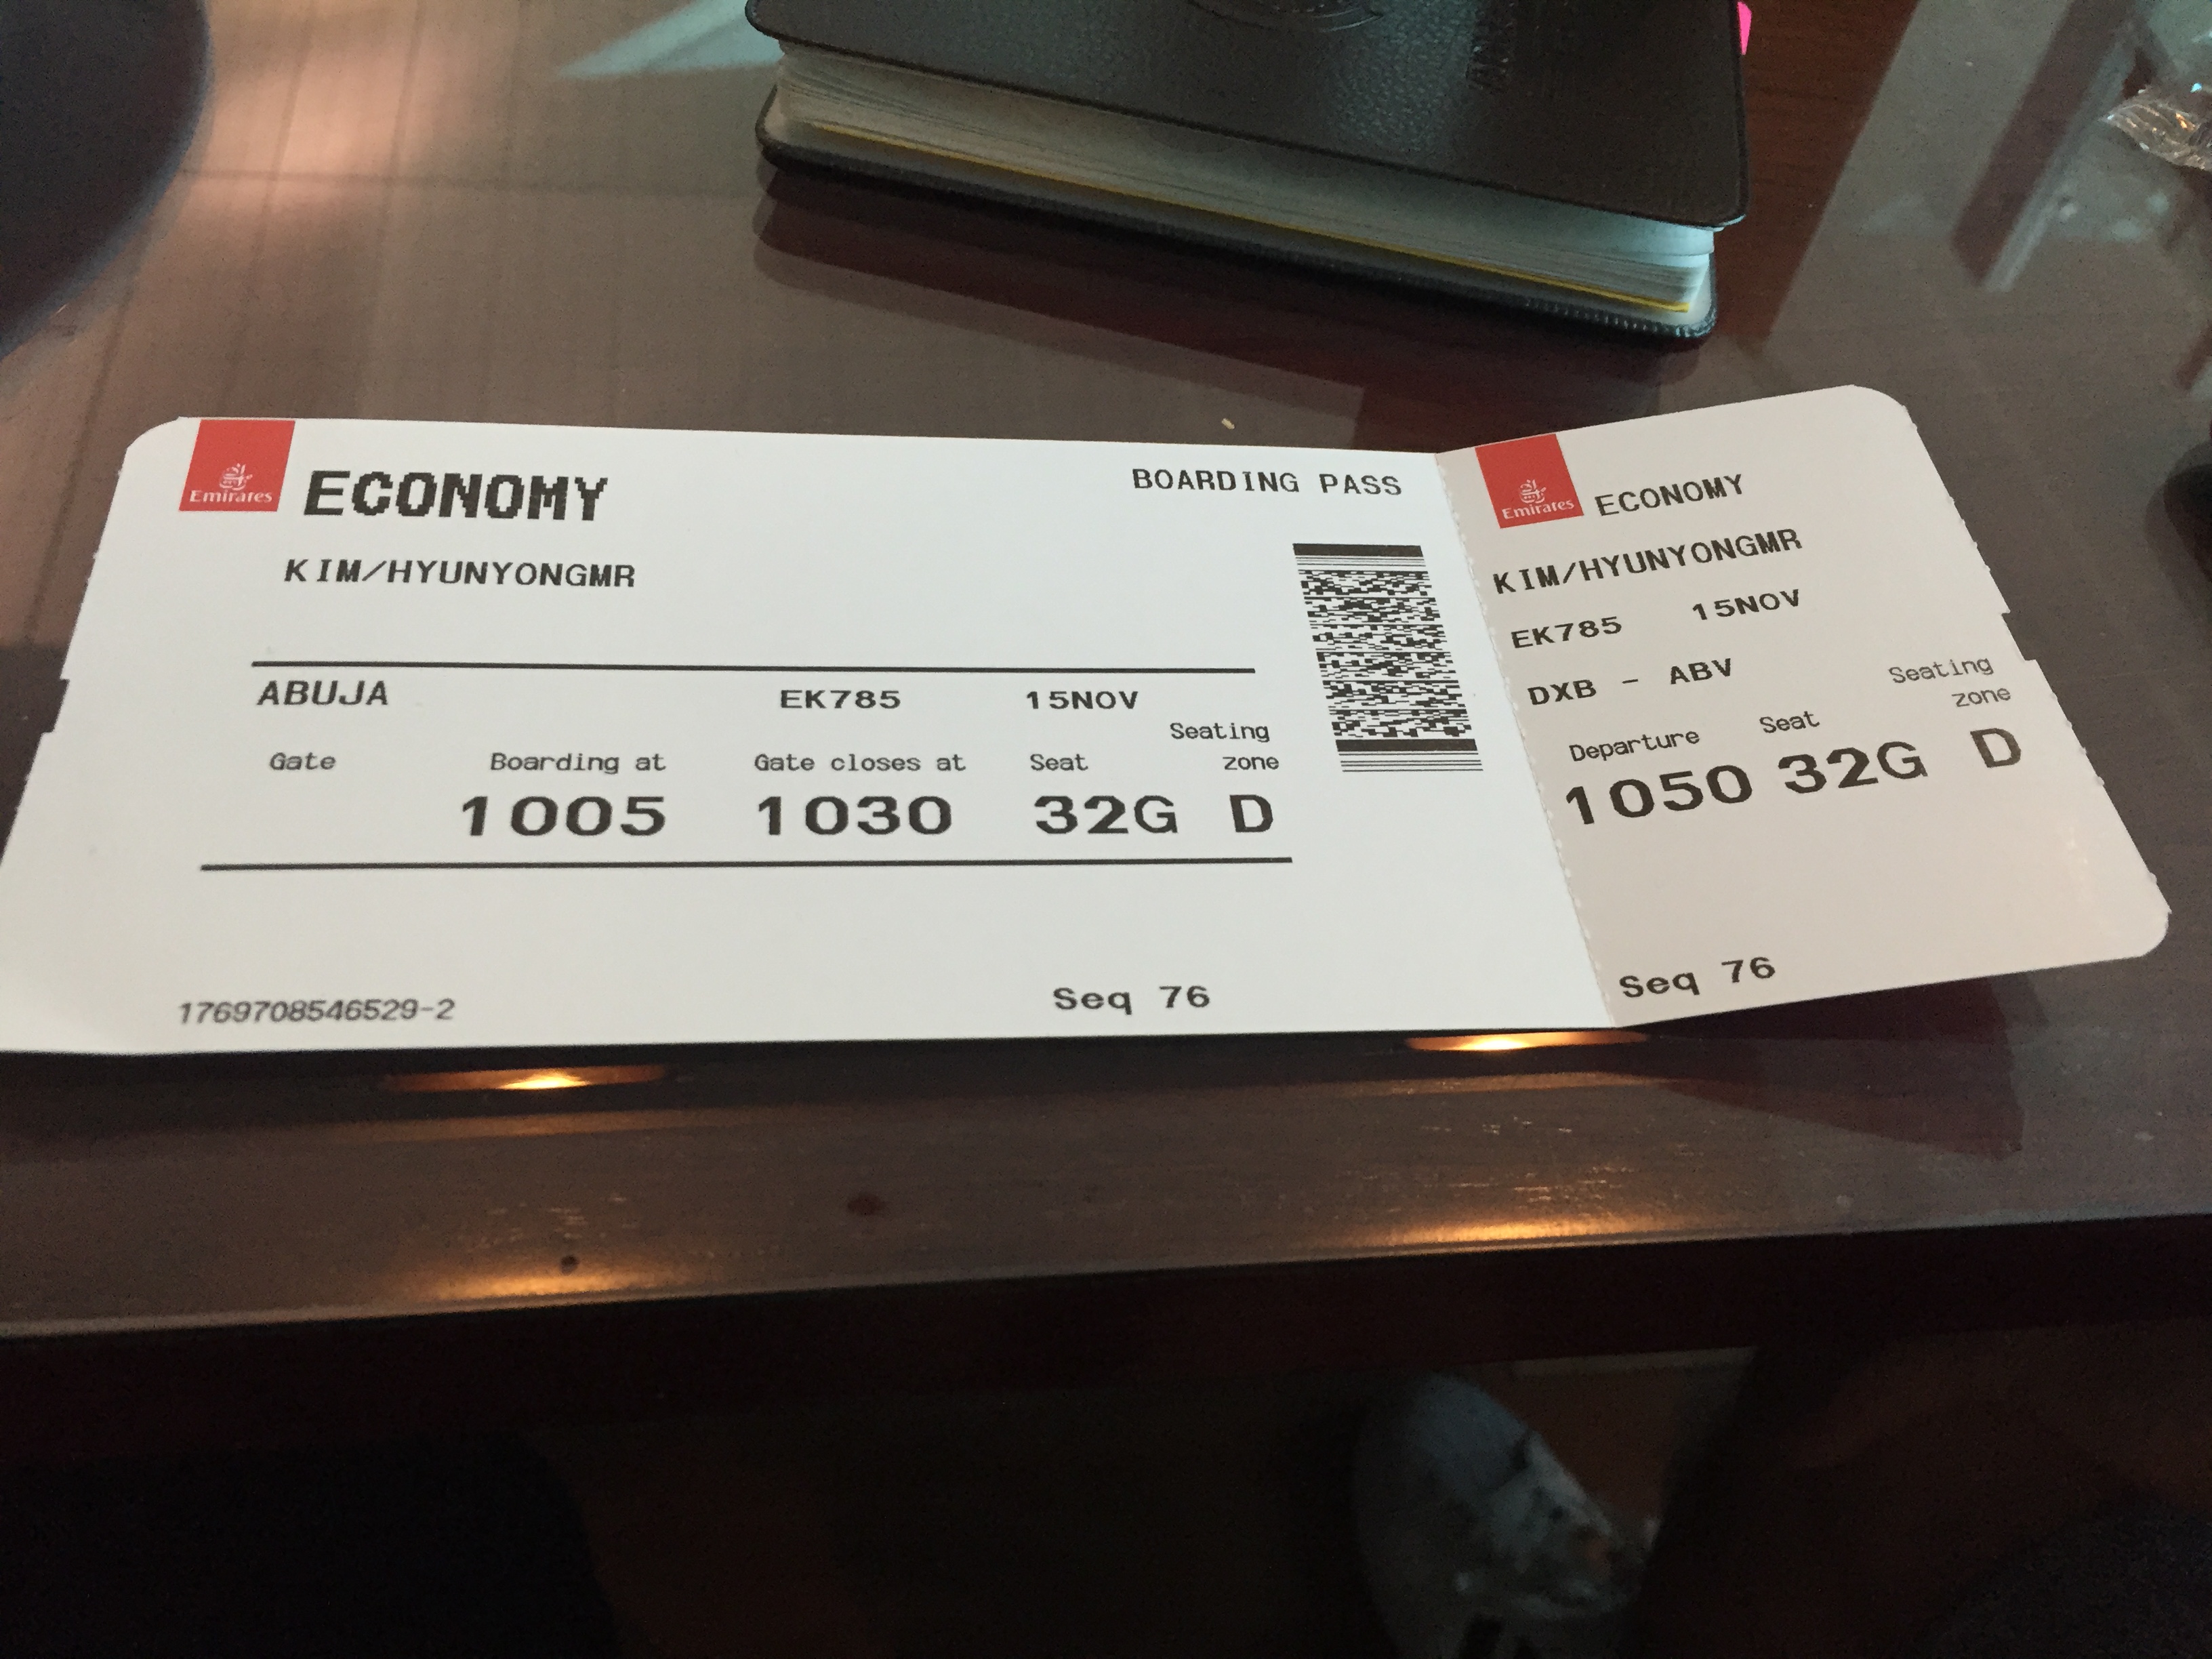 Emirates
ECONOMY
BOARDING PASS
KIM/HYUNYONGMR
ABUJA EK785 15NOV
Gate Boarding at Gate closes at Seat Seating zone
1005 1030 32G D
1769708546529-2 Seq 76
Emirates
ECONOMY
KIM/HYUNYONGMR
EK785 15NOV
DXB - ABV
Departure Seat Seating zone
1050 32G D
Seq 76